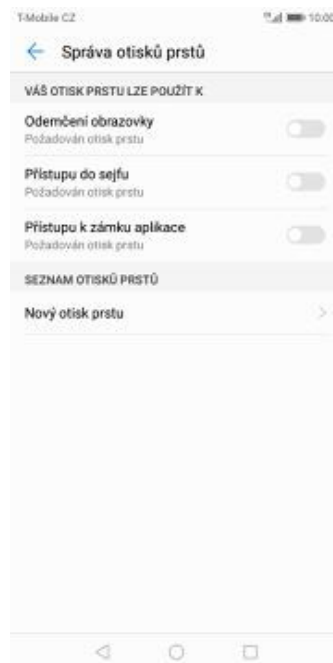 T-Mobile CZ 10:00
Správa otisků prstů
VÁŠ OTISK PRSTU LZE POUŽÍT K
Odemčení obrazovky
Požadován otisk prstu
Přístupu do sejfu
Požadován otisk prstu
Přístupu k zámku aplikace
Požadován otisk prstu
SEZNAM OTISKŮ PRSTŮ
Nový otisk prstu